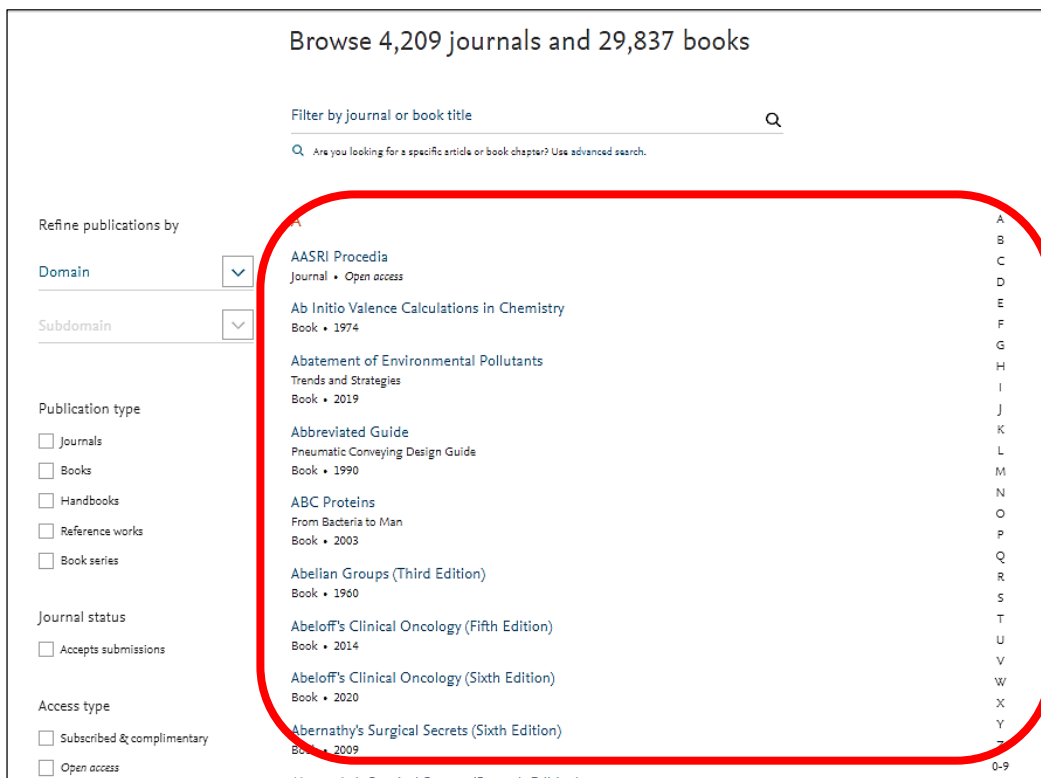 Browse 4,209 journals and 29,837 books
Filter by journal or book title
Are you looking for a specific article or book chapter? Use advanced search.
Refine publications by
Domain
Subdomain
Publication type
Journals
Books
Handbooks
Reference works
Book series
Journal status
Accepts submissions
Access type
Subscribed & complimentary
Open access
A
AASRI Procedia
Journal • Open access
Ab Initio Valence Calculations in Chemistry
Book • 1974
Abatement of Environmental Pollutants
Trends and Strategies
Book • 2019
Abbreviated Guide
Pneumatic Conveying Design Guide
Book • 1990
ABC Proteins
From Bacteria to Man
Book • 2003
Abelian Groups (Third Edition)
Book • 1960
Abeloff's Clinical Oncology (Fifth Edition)
Book • 2014
Abeloff's Clinical Oncology (Sixth Edition)
Book • 2020
Abernathy's Surgical Secrets (Sixth Edition)
Book • 2009
A
B
C
D
E
F
G
H
I
J
K
L
M
N
O
P
Q
R
S
T
U
V
W
X
Y
0-9